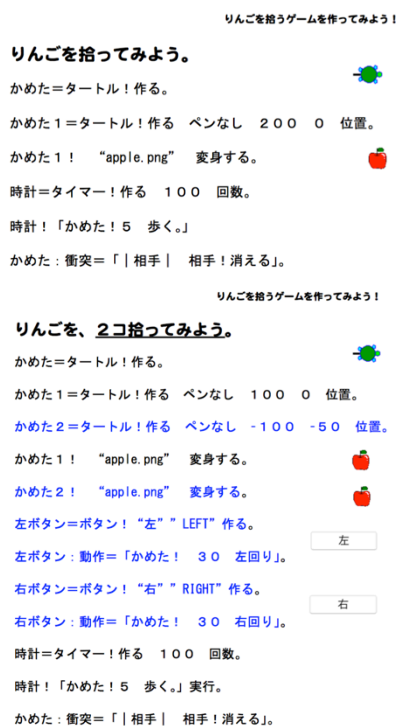 りんごを拾うゲームを作ってみよう！
りんごを拾ってみよう。
かめた＝タートル！作る。
かめた１＝タートル！作る　ペンなし　２００　０　位置。
かめた１！　“apple.png”　変身する。
時計＝タイマー！作る　１００　回数。
時計！「かめた！５　歩く。」
かめた：衝突＝「｜相手｜　相手！消える」。
りんごを拾うゲームを作ってみよう！
りんごを、２コ拾ってみよう。
かめた＝タートル！作る。
かめた１＝タートル！作る　ペンなし　１００　０　位置。
かめた２＝タートル！作る　ペンなし　-１００　-５０　位置。
かめた１！　“apple.png”　変身する。
かめた２！　“apple.png”　変身する。
左ボタン＝ボタン！“左””LEFT”作る。
左
左ボタン：動作＝「かめた！　３０　左回り」。
右ボタン＝ボタン！“右””RIGHT”作る。
右
右ボタン：動作＝「かめた！　３０　右回り」。
時計＝タイマー！作る　１００　回数。
時計！「かめた！５　歩く。」実行。
かめた：衝突＝「｜相手｜　相手！消える」。